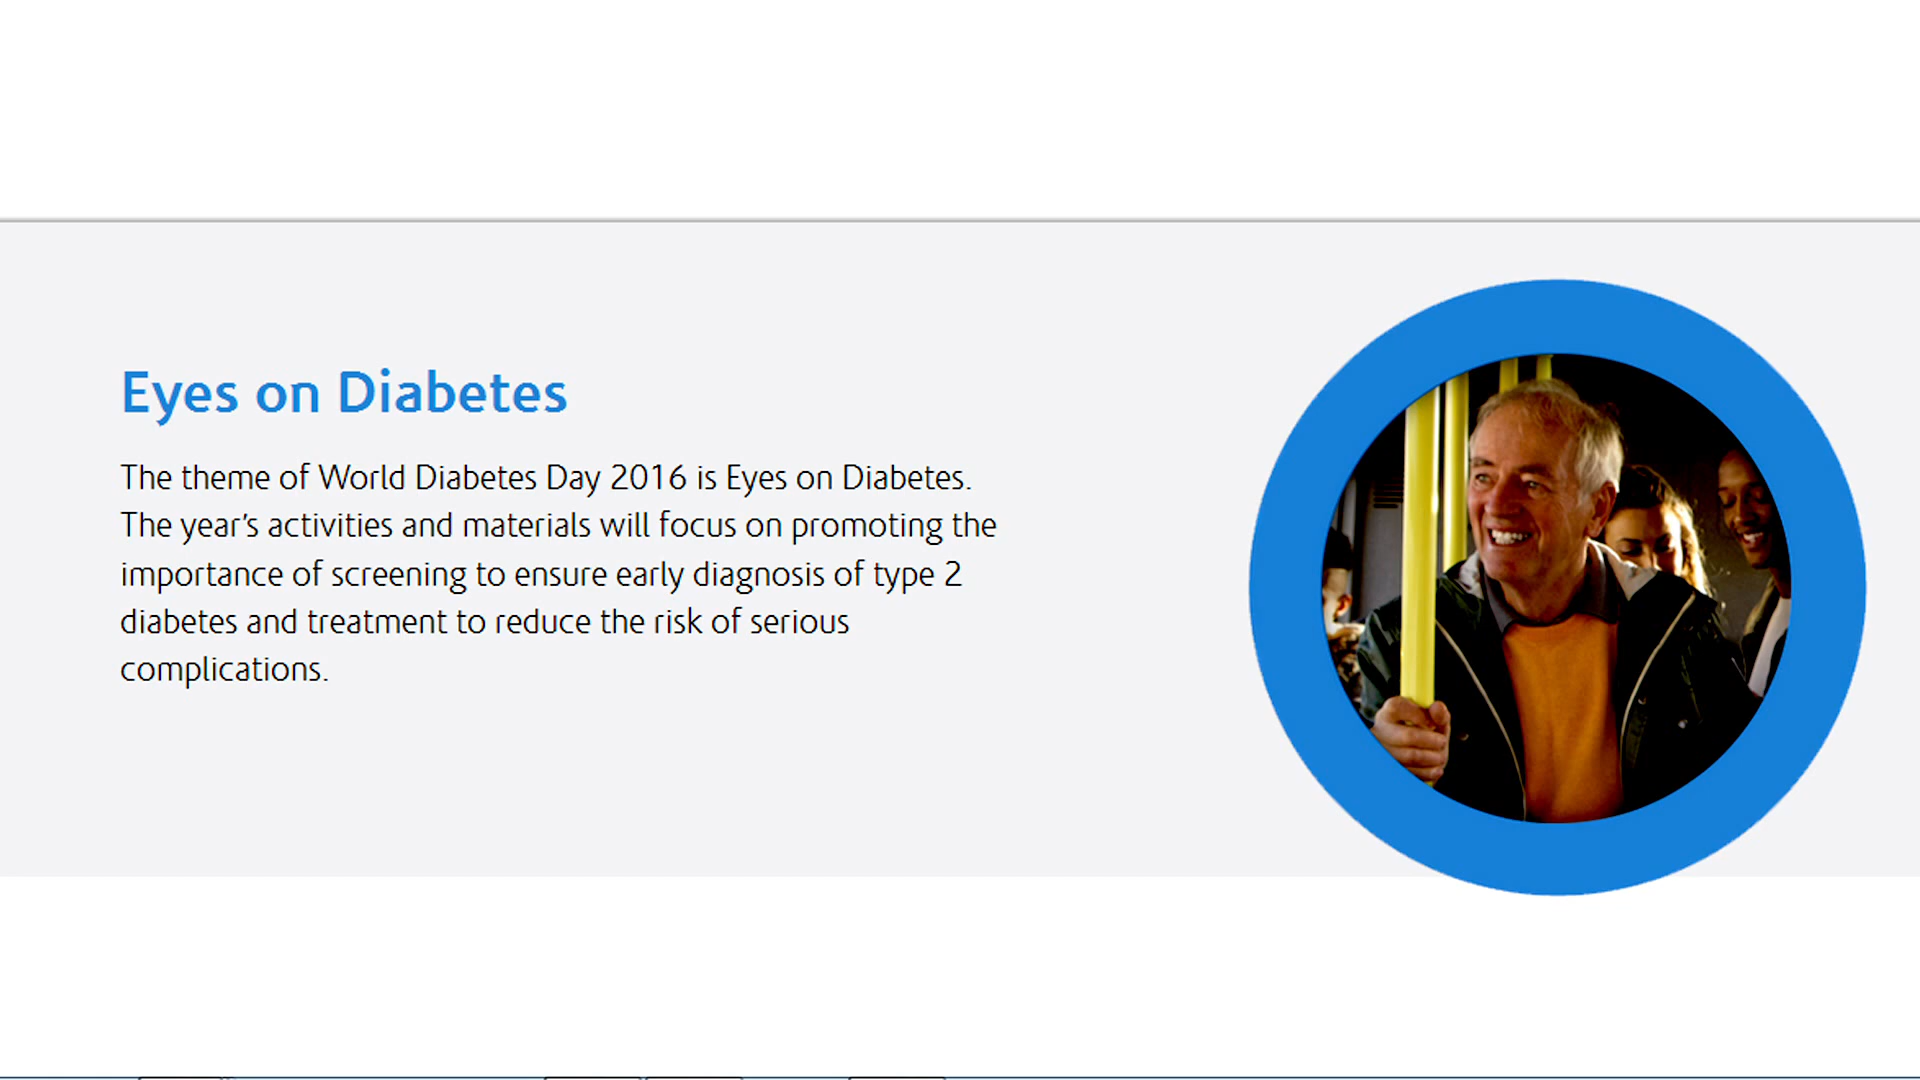 Eyes on Diabetes
The theme of World Diabetes Day 2016 is Eyes on Diabetes.
The year’s activities and materials will focus on promoting the
importance of screening to ensure early diagnosis of type 2
diabetes and treatment to reduce the risk of serious
complications.